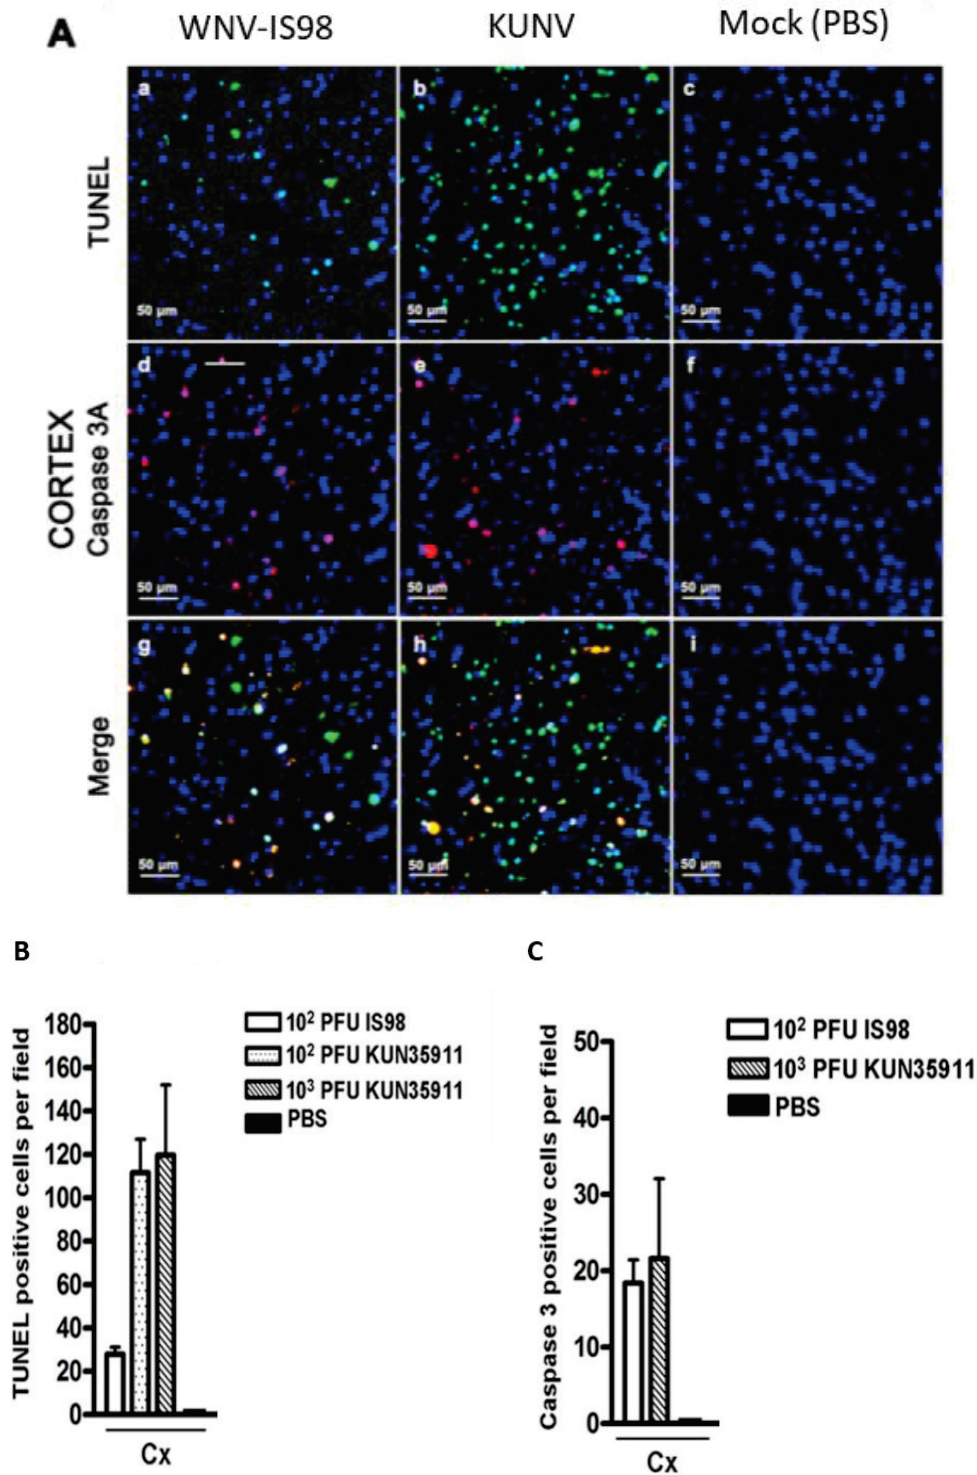 A
WNV-IS98
KUNV
Mock (PBS)
TUNEL
a
50 µm
b
50 µm
c
50 µm
CORTEX
Caspase 3A
d
50 µm
e
50 µm
f
50 µm
Merge
g
50 µm
h
50 µm
i
50 µm
B
TUNEL positive cells per field
180
160
140
120
100
80
60
40
20
0
Cx
10² PFU IS98
10² PFU KUN35911
10³ PFU KUN35911
PBS
C
Caspase 3 positive cells per field
50
40
30
20
10
0
Cx
10² PFU IS98
10³ PFU KUN35911
PBS